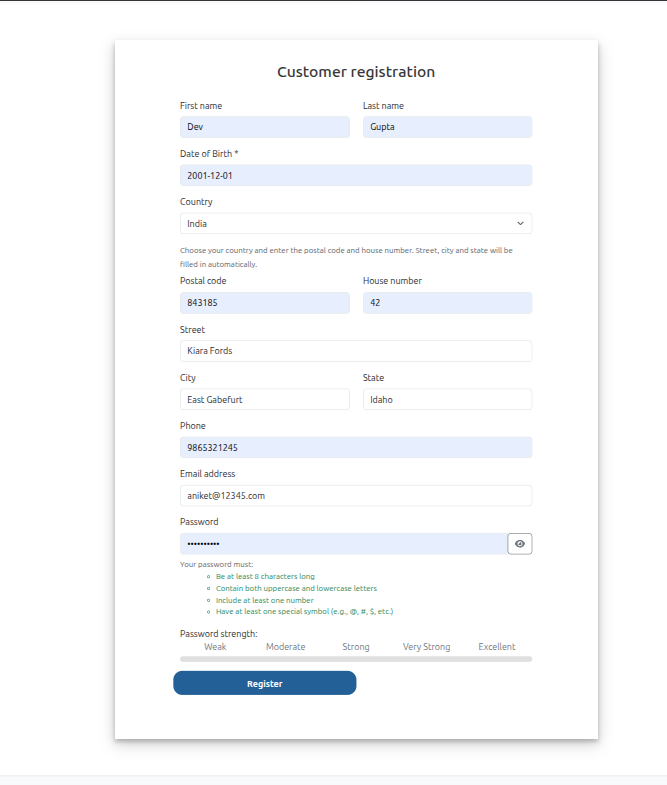 Customer registration
First name Last name
Dev Gupta
Date of Birth *
2001-12-01
Country
India
Choose your country and enter the postal code and house number. Street, city and state will be
filled in automatically.
Postal code House number
843185 42
Street
Kiara Fords
City State
East Gabefurt Idaho
Phone
9865321245
Email address
aniket@12345.com
Password
••••••••••
Your password must:
Be at least 8 characters long
Contain both uppercase and lowercase letters
Include at least one number
Have at least one special symbol (e.g., @, #, $, etc.)
Password strength:
Weak Moderate Strong Very Strong Excellent
Register